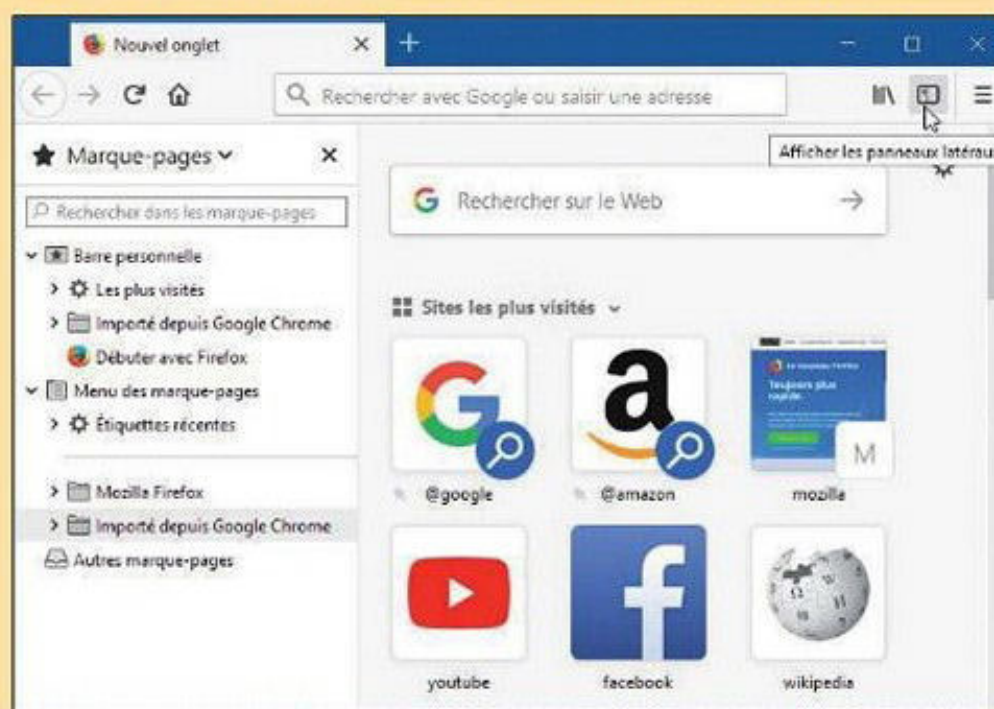 Nouvel onglet
Rechercher avec Google ou saisir une adresse
Marque-pages
Afficher les panneaux latérau
Rechercher dans les marque-pages
Rechercher sur le Web
Barre personnelle
Les plus visités
Importé depuis Google Chrome
Débuter avec Firefox
Menu des marque-pages
Étiquettes récentes
Mozilla Firefox
Importé depuis Google Chrome
Autres marque-pages
Sites les plus visités
Toujours plus
rapide.
M
@google
@amazon
mozilla
youtube
facebook
wikipedia